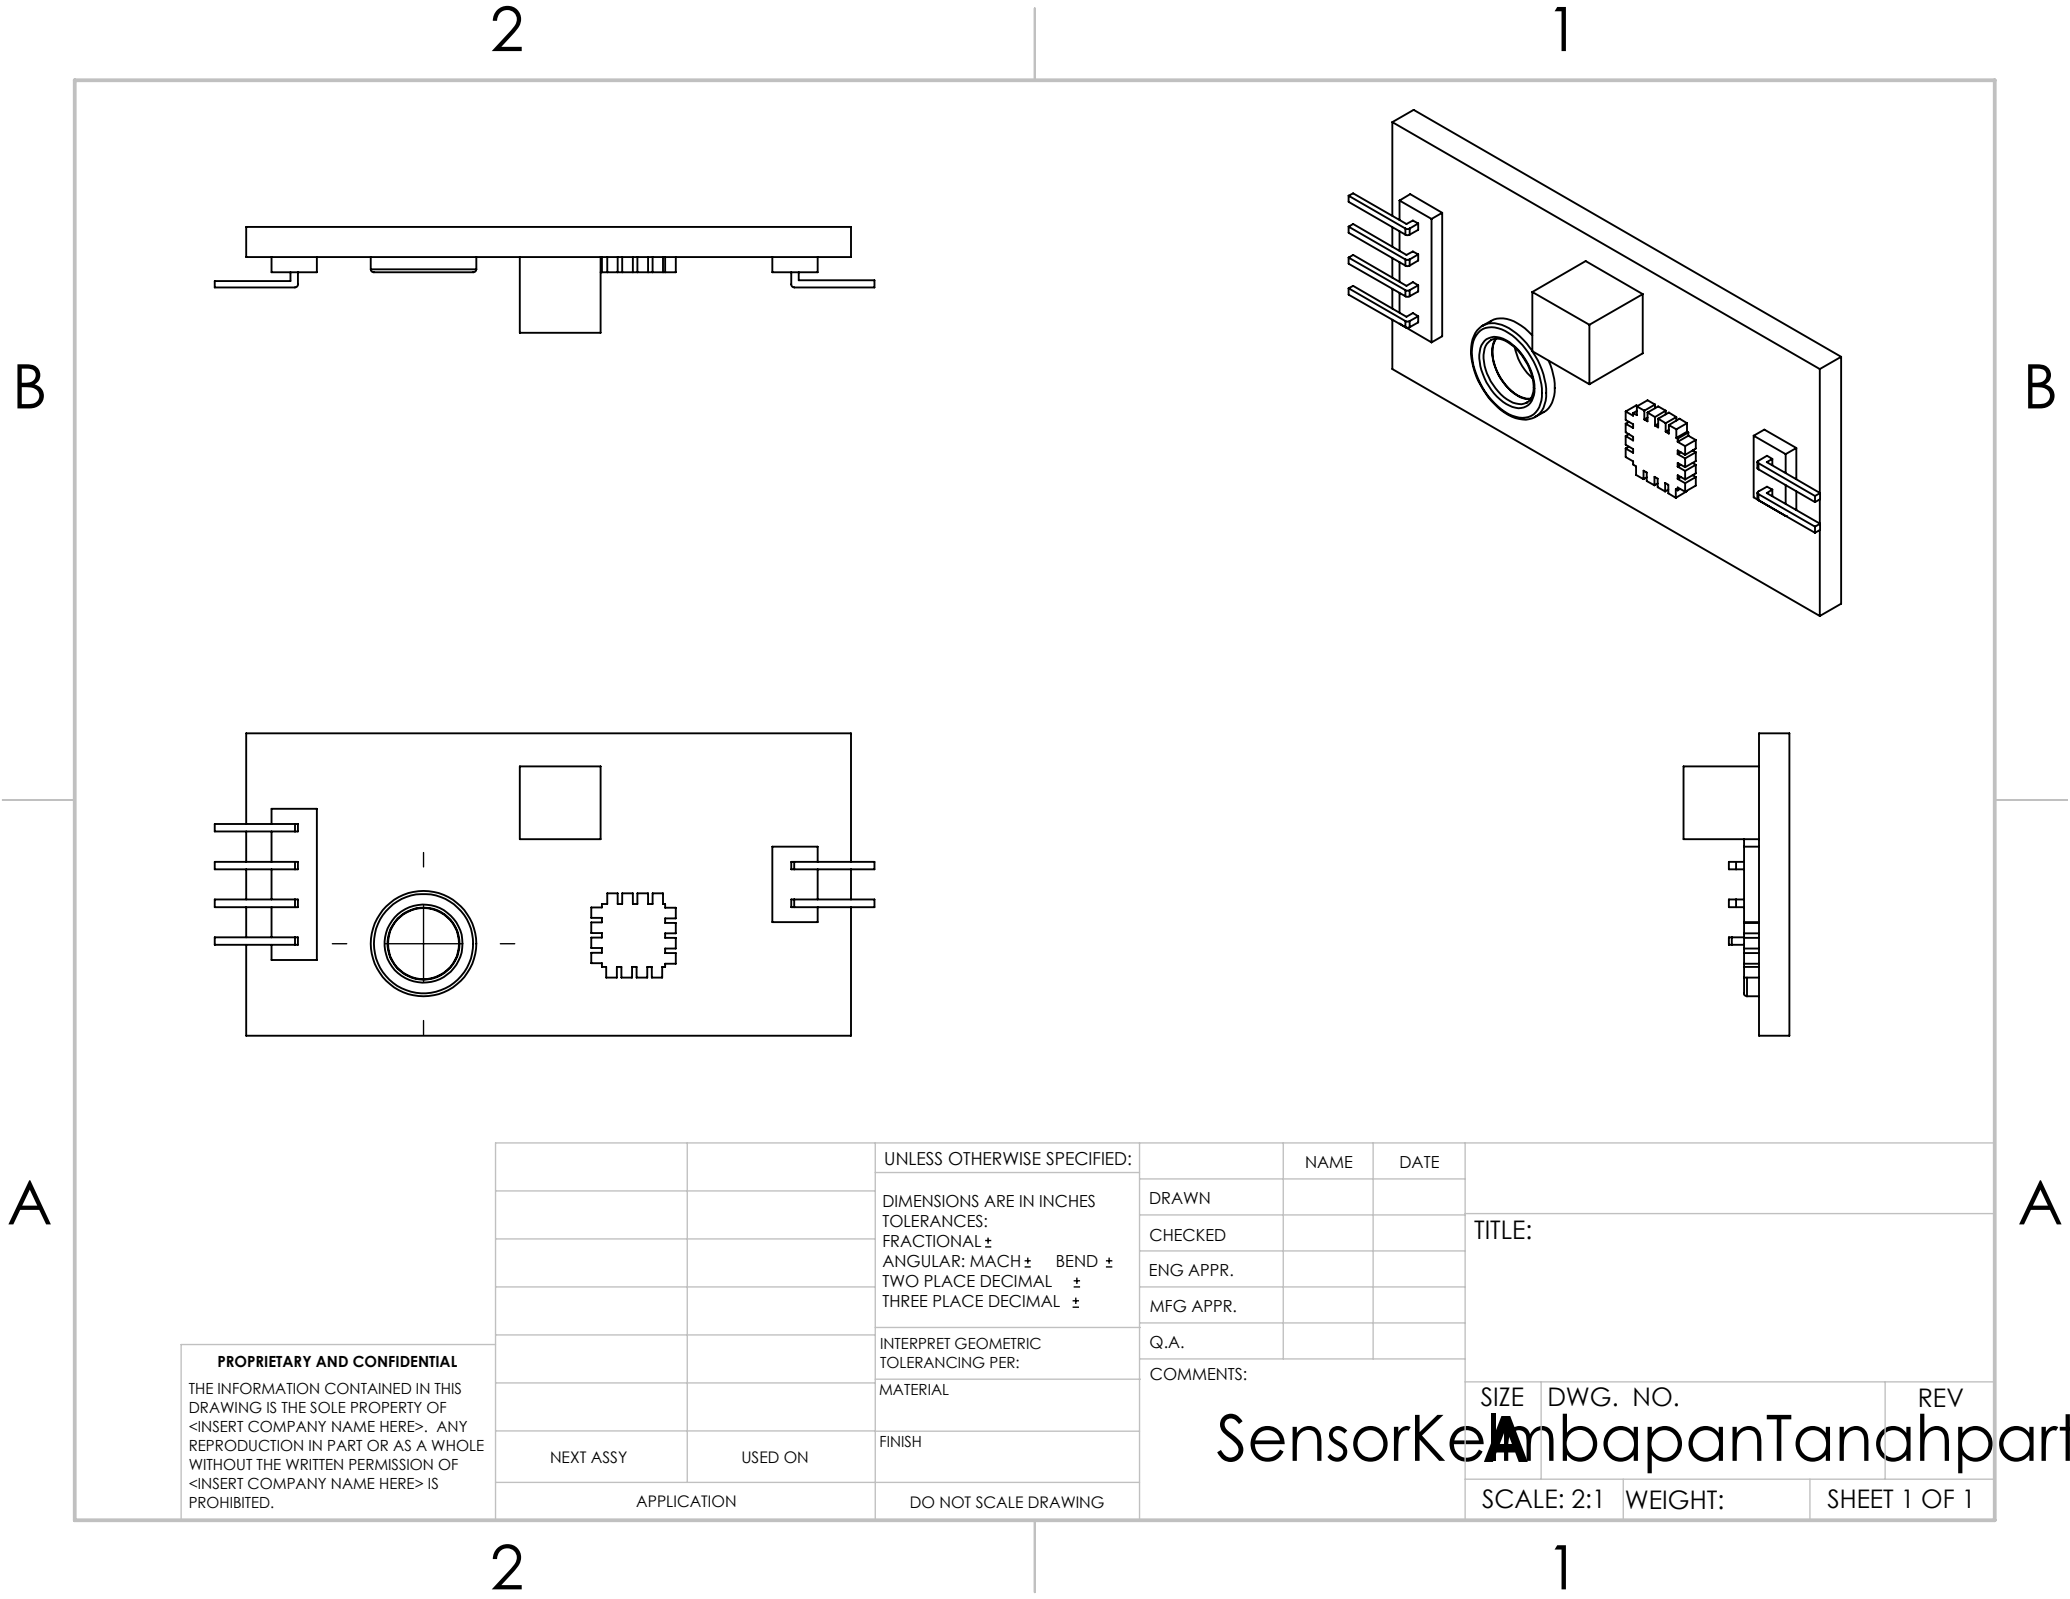 2 1
B B
A A
UNLESS OTHERWISE SPECIFIED:
DIMENSIONS ARE IN INCHES
TOLERANCES:
FRACTIONAL ±
ANGULAR: MACH ± BEND ±
TWO PLACE DECIMAL ±
THREE PLACE DECIMAL ±
INTERPRET GEOMETRIC
TOLERANCING PER:
MATERIAL
FINISH
DO NOT SCALE DRAWING
NAME DATE
DRAWN
CHECKED
ENG APPR.
MFG APPR.
Q.A.
COMMENTS:
TITLE:
SIZE DWG. NO. REV
A
SensorKelmbapanTanahpart
SCALE: 2:1 WEIGHT: SHEET 1 OF 1
PROPRIETARY AND CONFIDENTIAL
THE INFORMATION CONTAINED IN THIS
DRAWING IS THE SOLE PROPERTY OF
<INSERT COMPANY NAME HERE>. ANY
REPRODUCTION IN PART OR AS A WHOLE
WITHOUT THE WRITTEN PERMISSION OF
<INSERT COMPANY NAME HERE> IS
PROHIBITED.
NEXT ASSY USED ON
APPLICATION
2 1